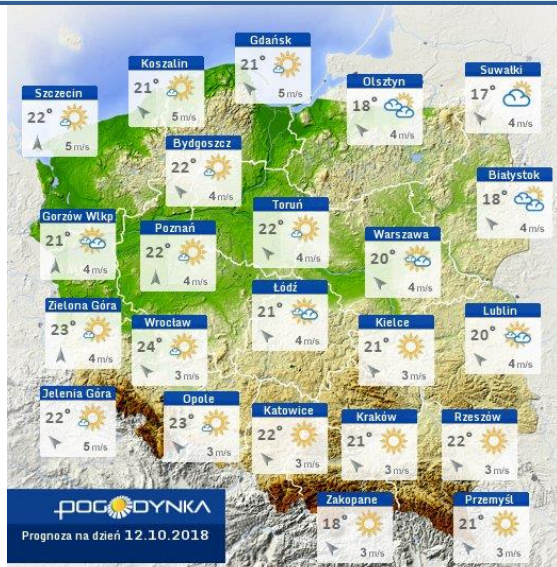 Gdańsk
21°
5 m/s
Koszalin
21°
5 m/s
Suwałki
17°
4 m/s
Olsztyn
18°
4 m/s
Szczecin
22°
5 m/s
Bydgoszcz
22°
4 m/s
Białystok
18°
4 m/s
Toruń
22°
4 m/s
Gorzów Wlkp
21°
4 m/s
Poznań
22°
4 m/s
Warszawa
20°
4 m/s
Łódź
21°
4 m/s
Zielona Góra
23°
4 m/s
Wrocław
24°
3 m/s
Kielce
21°
3 m/s
Lublin
20°
4 m/s
Jelenia Góra
22°
5 m/s
Opole
23°
3 m/s
Katowice
22°
3 m/s
Kraków
21°
3 m/s
Rzeszów
22°
3 m/s
Zakopane
18°
3 m/s
Przemyśl
21°
3 m/s
POGODYNKA
Prognoza na dzień 12.10.2018